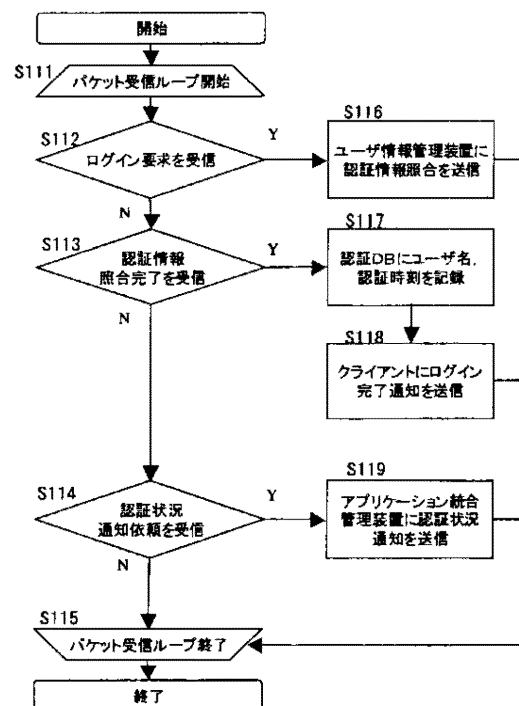 開始
S111
パケット受信ループ開始
S112
ログイン要求を受信
Y
N
S116
ユーザ情報管理装置に
認証情報照合を送信
S113
認証情報
照合完了を受信
Y
N
S117
認証DBにユーザ名,
認証時刻を記録
S118
クライアントにログイン
完了通知を送信
S114
認証状況
通知依頼を受信
Y
N
S119
アプリケーション統合
管理装置に認証状況
通知を送信
S115
パケット受信ループ終了
終了